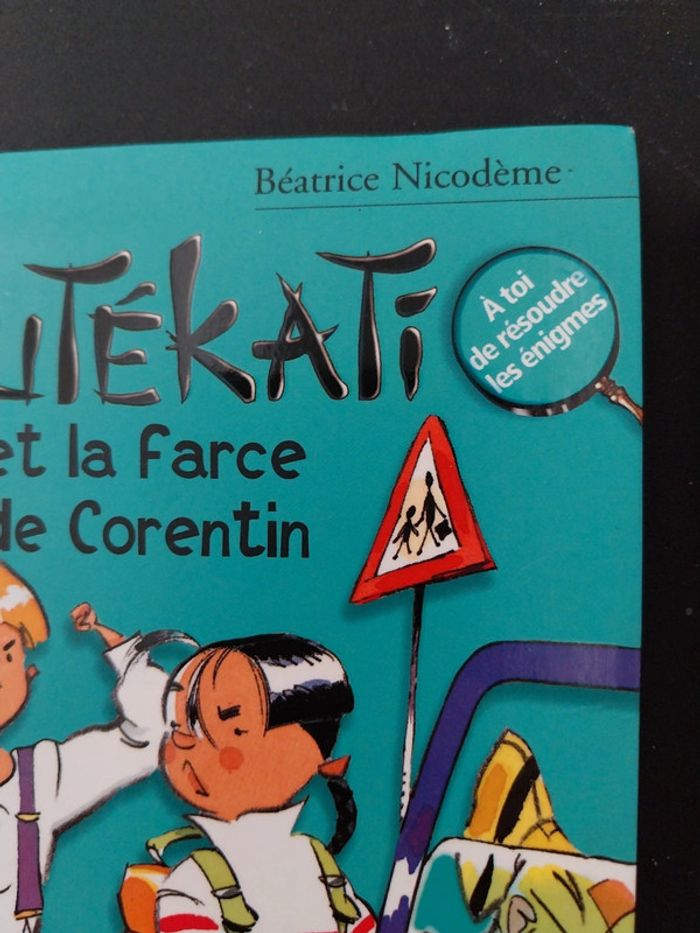 Béatrice Nicodème
UTÉKATI
À toi
de résoudre
les énigmes
et la farce
de Corentin